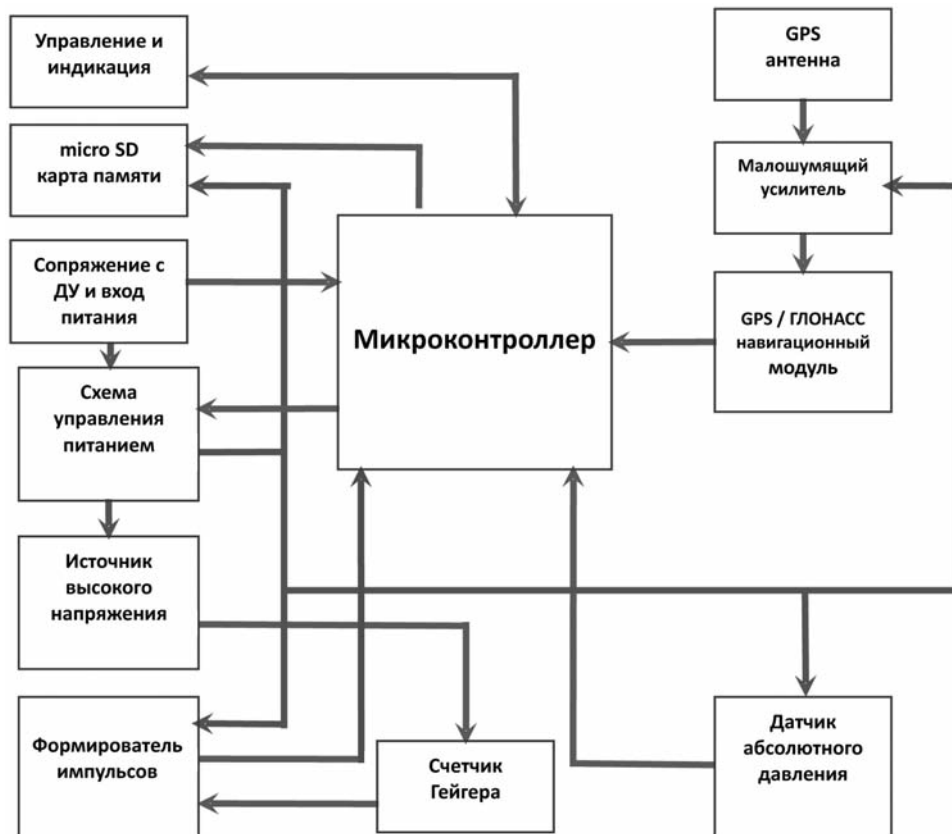 Управление и
индикация
micro SD
карта памяти
Сопряжение с
ДУ и вход
питания
Схема
управления
питанием
Источник
высокого
напряжения
Формирователь
импульсов
Микроконтроллер
Счетчик
Гейгера
GPS
антенна
Малошумящий
усилитель
GPS / ГЛОНАСС
навигационный
модуль
Датчик
абсолютного
давления